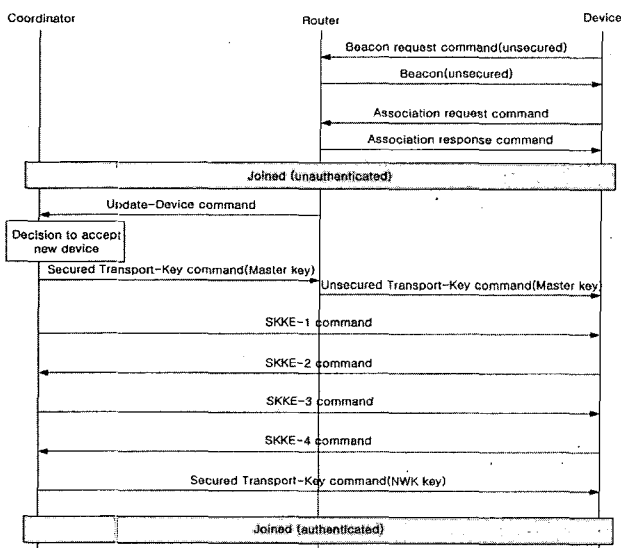 Coordinator
Router
Device
Beacon request command(unsecured)
Beacon(unsecured)
Association request command
Association response command
Joined (unauthenticated)
Update-Device command
Decision to accept
new device
Secured Transport-Key command(Master key)
Unsecured Transport-Key command(Master key)
SKKE-1 command
SKKE-2 command
SKKE-3 command
SKKE-4 command
Secured Transport-Key command(NWK key)
Joined (authenticated)